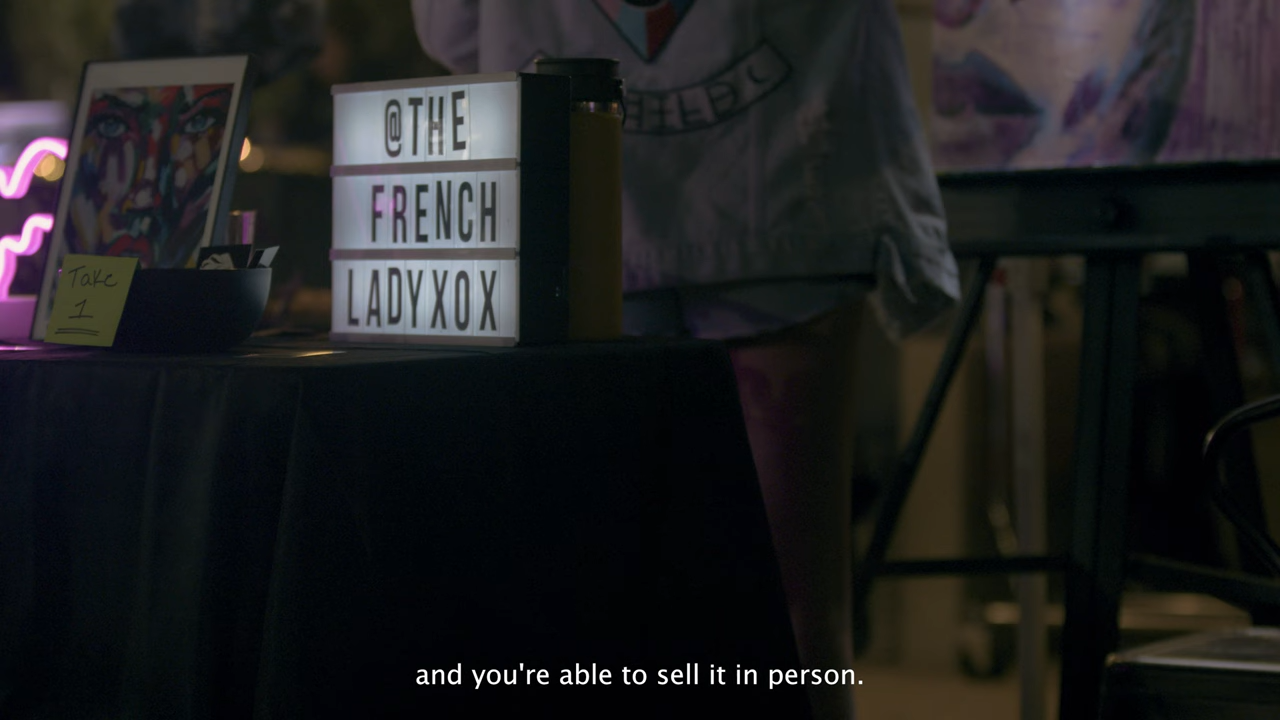 @THE
FRENCH
LADYXOX
Take
1
and you're able to sell it in person.